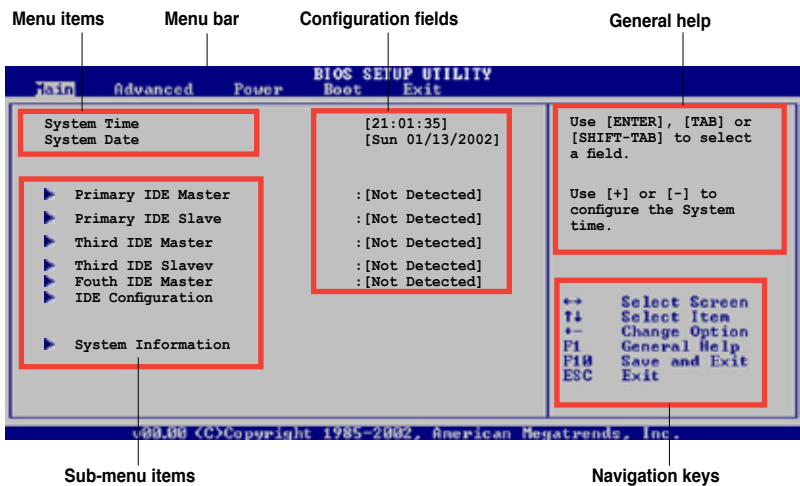 Menu items Menu bar Configuration fields General help
BIOS SETUP UTILITY
Main Advanced Power Boot Exit
System Time [21:01:35]
System Date [Sun 01/13/2002]
Primary IDE Master :[Not Detected]
Primary IDE Slave :[Not Detected]
Third IDE Master :[Not Detected]
Third IDE Slavev :[Not Detected]
Fouth IDE Master :[Not Detected]
IDE Configuration
System Information
Use [ENTER], [TAB] or
[SHIFT-TAB] to select
a field.
Use [+] or [-] to
configure the System
time.
↔ Select Screen
↑↓ Select Item
+- Change Option
F1 General Help
F10 Save and Exit
ESC Exit
v00.00 (C)Copyright 1985-2002, American Megatrends, Inc.
Sub-menu items Navigation keys